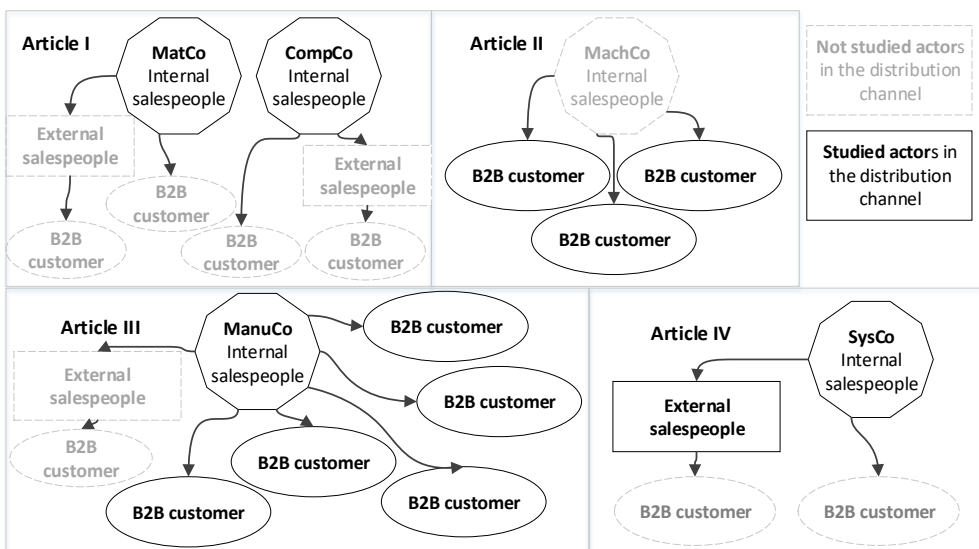 Article I
MatCo
Internal
salespeople
CompCo
Internal
salespeople
External
salespeople
B2B
customer
External
salespeople
B2B
customer
B2B
customer
B2B
customer
Article II
MachCo
Internal
salespeople
B2B customer
B2B customer
B2B customer
Not studied actors
in the distribution
channel
Studied actors in
the distribution
channel
Article III
ManuCo
Internal
salespeople
External
salespeople
B2B
customer
B2B customer
B2B customer
B2B customer
B2B customer
B2B customer
Article IV
SysCo
Internal
salespeople
External
salespeople
B2B customer
B2B customer